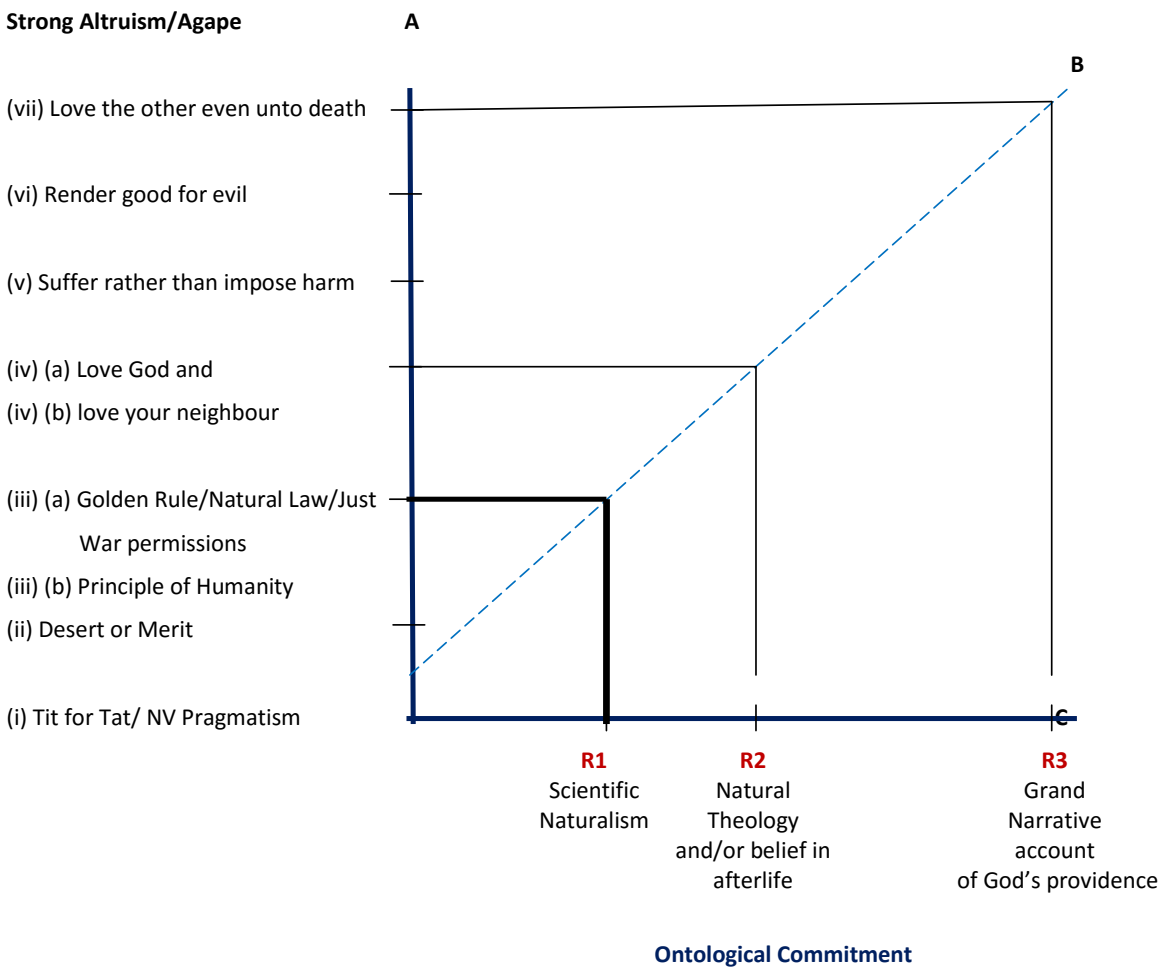 Strong Altruism/Agape
A
B
(vii) Love the other even unto death
(vi) Render good for evil
(v) Suffer rather than impose harm
(iv) (a) Love God and
(iv) (b) love your neighbour
(iii) (a) Golden Rule/Natural Law/Just
War permissions
(iii) (b) Principle of Humanity
(ii) Desert or Merit
(i) Tit for Tat/ NV Pragmatism
C
R1
Scientific
Naturalism
R2
Natural
Theology
and/or belief in
afterlife
R3
Grand
Narrative
account
of God’s providence
Ontological Commitment